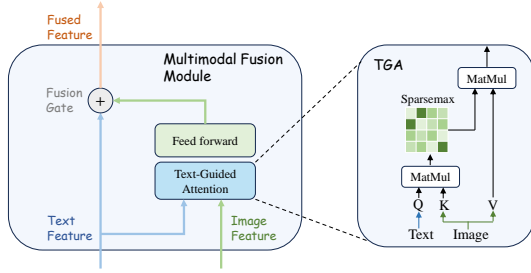 Fused
Feature
Multimodal Fusion
Module
Fusion
Gate
+
Feed forward
Text-Guided
Attention
Text
Feature
Image
Feature
TGA
MatMul
Sparsemax
MatMul
Q
K
V
Text
Image